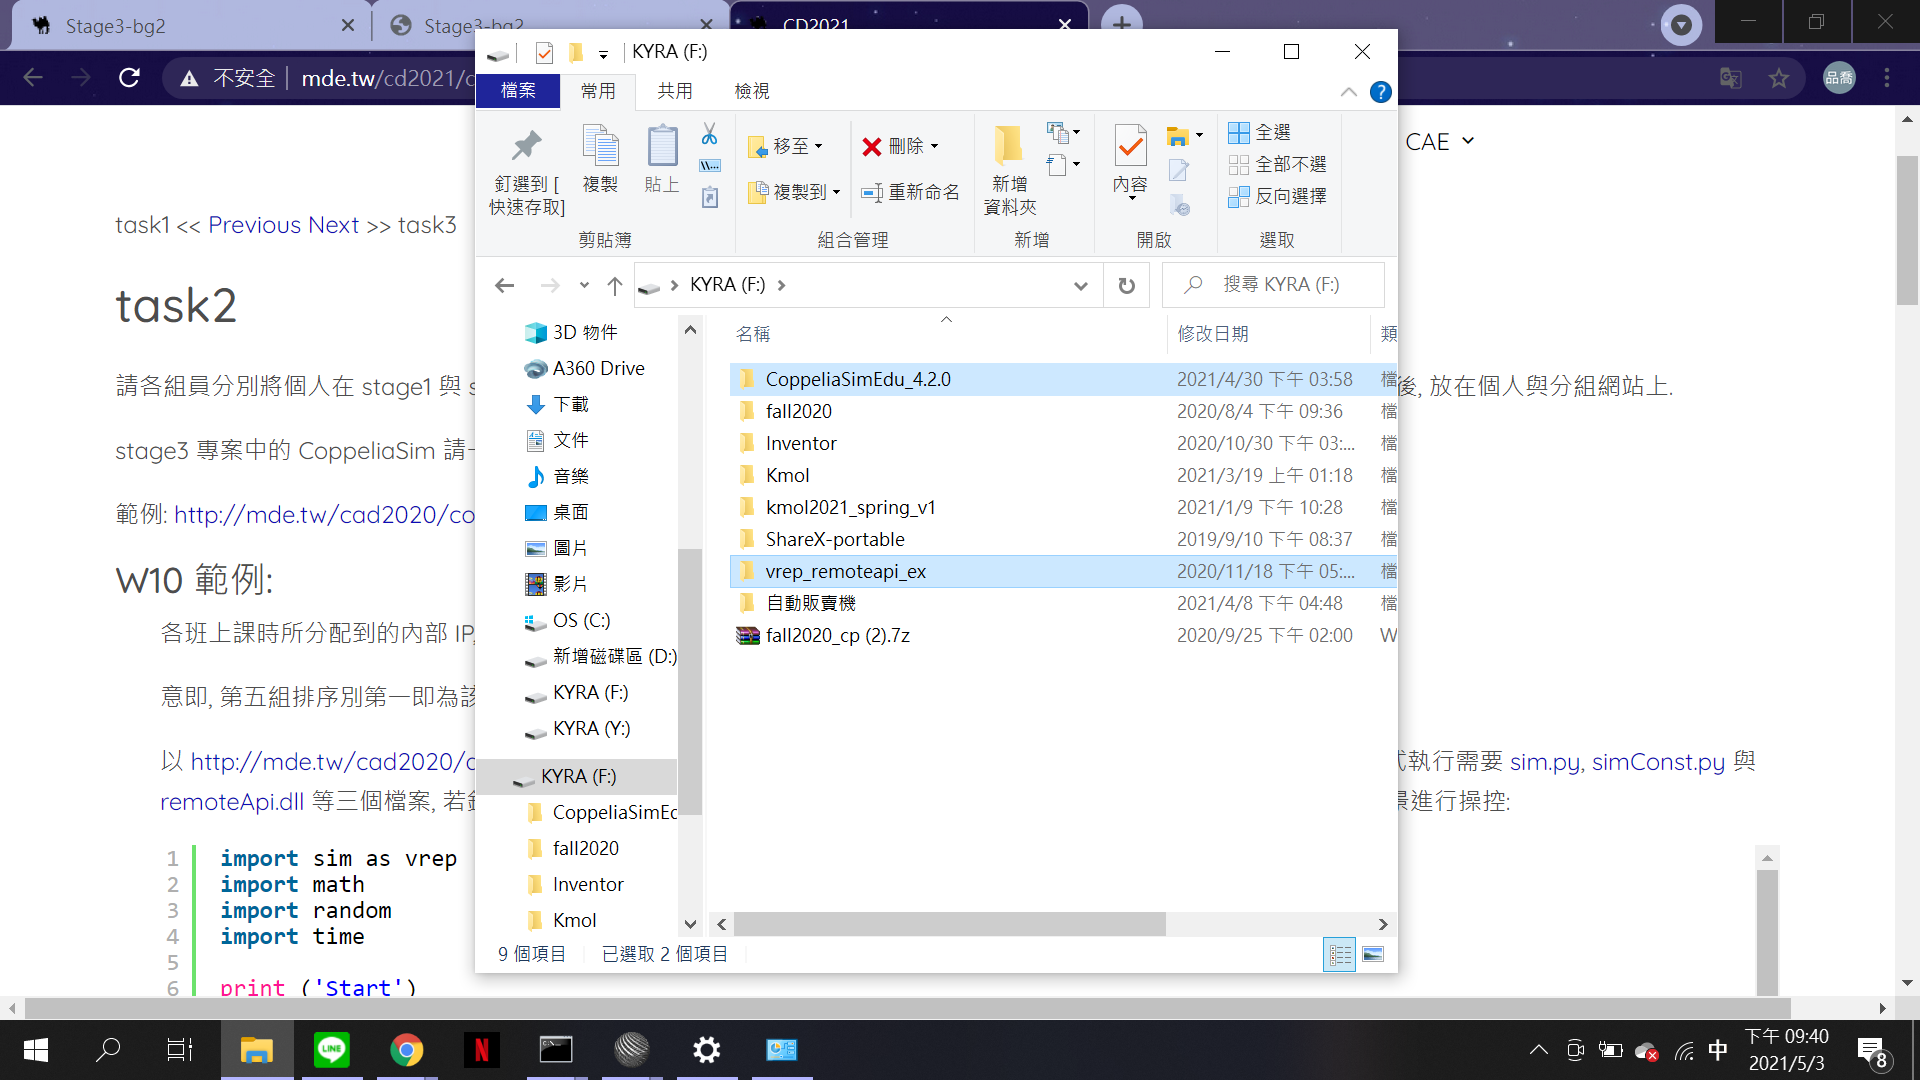 Stage3-bg2
Stage3-bg2
CD2021
不安全
mde.tw/cd2021/c
品喬
KYRA (F:)
檔案
常用
共用
檢視
釘選到 [
快速存取]
複製
貼上
移至
複製到
刪除
重新命名
新增
資料夾
內容
全選
全部不選
反向選擇
剪貼簿
組合管理
新增
開啟
選取
KYRA (F:)
搜尋 KYRA (F:)
3D 物件
A360 Drive
下載
文件
音樂
桌面
圖片
影片
OS (C:)
新增磁碟區 (D:)
KYRA (F:)
KYRA (Y:)
KYRA (F:)
CoppeliaSimEd
fall2020
Inventor
Kmol
名稱
修改日期
類
CoppeliaSimEdu_4.2.0
2021/4/30 下午 03:58
檔
fall2020
2020/8/4 下午 09:36
檔
Inventor
2020/10/30 下午 03:...
檔
Kmol
2021/3/19 上午 01:18
檔
kmol2021_spring_v1
2021/1/9 下午 10:28
檔
ShareX-portable
2019/9/10 下午 08:37
檔
vrep_remoteapi_ex
2020/11/18 下午 05:...
檔
自動販賣機
2021/4/8 下午 04:48
檔
fall2020_cp (2).7z
2020/9/25 下午 02:00
W
9 個項目
已選取 2 個項目
CAE
task1 << Previous Next >> task3
task2
請各組員分別將個人在 stage1 與 s
後, 放在個人與分組網站上.
stage3 專案中的 CoppeliaSim 請
範例: http://mde.tw/cad2020/co
W10 範例:
各班上課時所分配到的內部 IP,
意即, 第五組排序別第一即為該
以 http://mde.tw/cad2020/c
式執行需要 sim.py, simConst.py 與
remoteApi.dll 等三個檔案, 若
景進行操控:
1 import sim as vrep
2 import math
3 import random
4 import time
5
6 print ('Start')
LINE
N
中
下午 09:40
2021/5/3
8